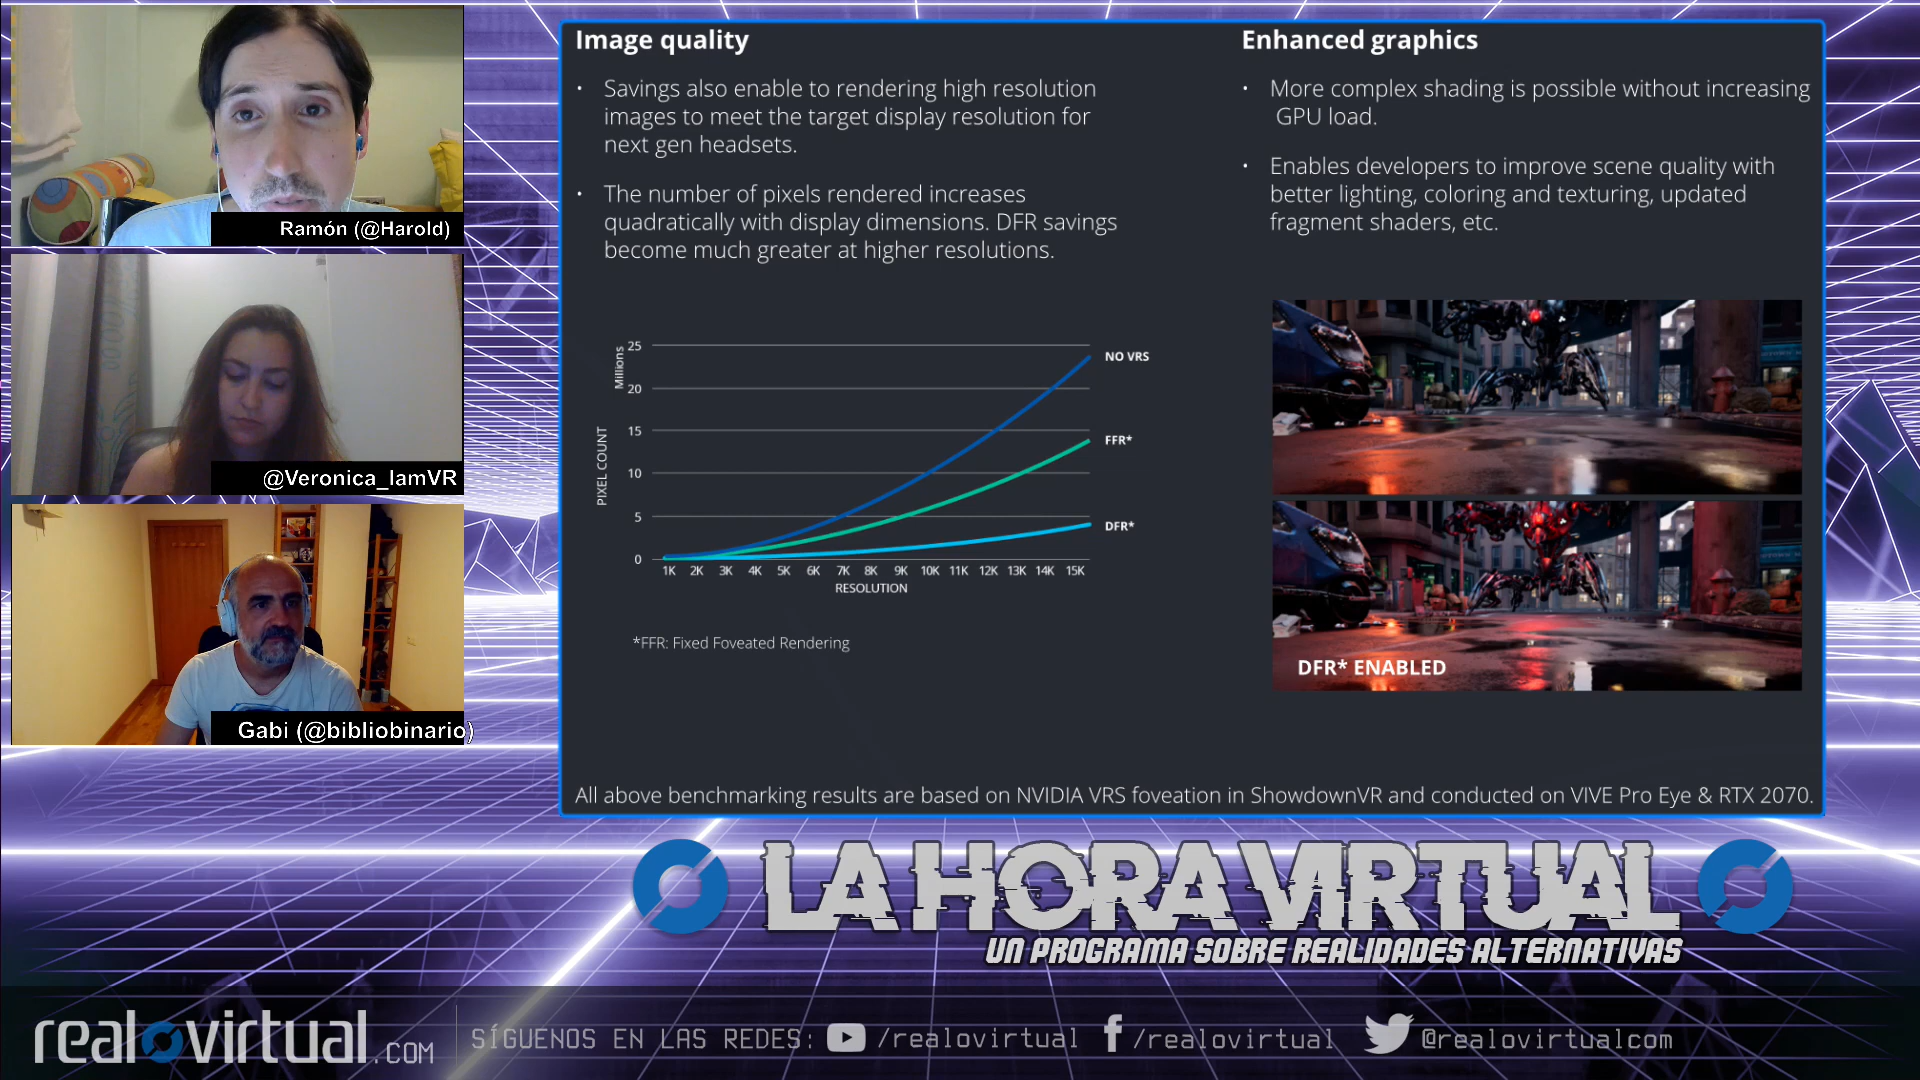 Ramón (@Harold)
@Veronica_IamVR
Gabi (@bibliobinario)
Image quality
• Savings also enable to rendering high resolution
images to meet the target display resolution for
next gen headsets.
• The number of pixels rendered increases
quadratically with display dimensions. DFR savings
become much greater at higher resolutions.
Millions
PIXEL COUNT
25
20
15
10
5
0
1K 2K 3K 4K 5K 6K 7K 8K 9K 10K 11K 12K 13K 14K 15K
RESOLUTION
NO VRS
FFR*
DFR*
*FFR: Fixed Foveated Rendering
Enhanced graphics
• More complex shading is possible without increasing
GPU load.
• Enables developers to improve scene quality with
better lighting, coloring and texturing, updated
fragment shaders, etc.
DFR* ENABLED
All above benchmarking results are based on NVIDIA VRS foveation in ShowdownVR and conducted on VIVE Pro Eye & RTX 2070.
LA HORA VIRTUAL
UN PROGRAMA SOBRE REALIDADES ALTERNATIVAS
realovirtual.com
SÍGUENOS EN LAS REDES: /realovirtual /realovirtual @realovirtualcom